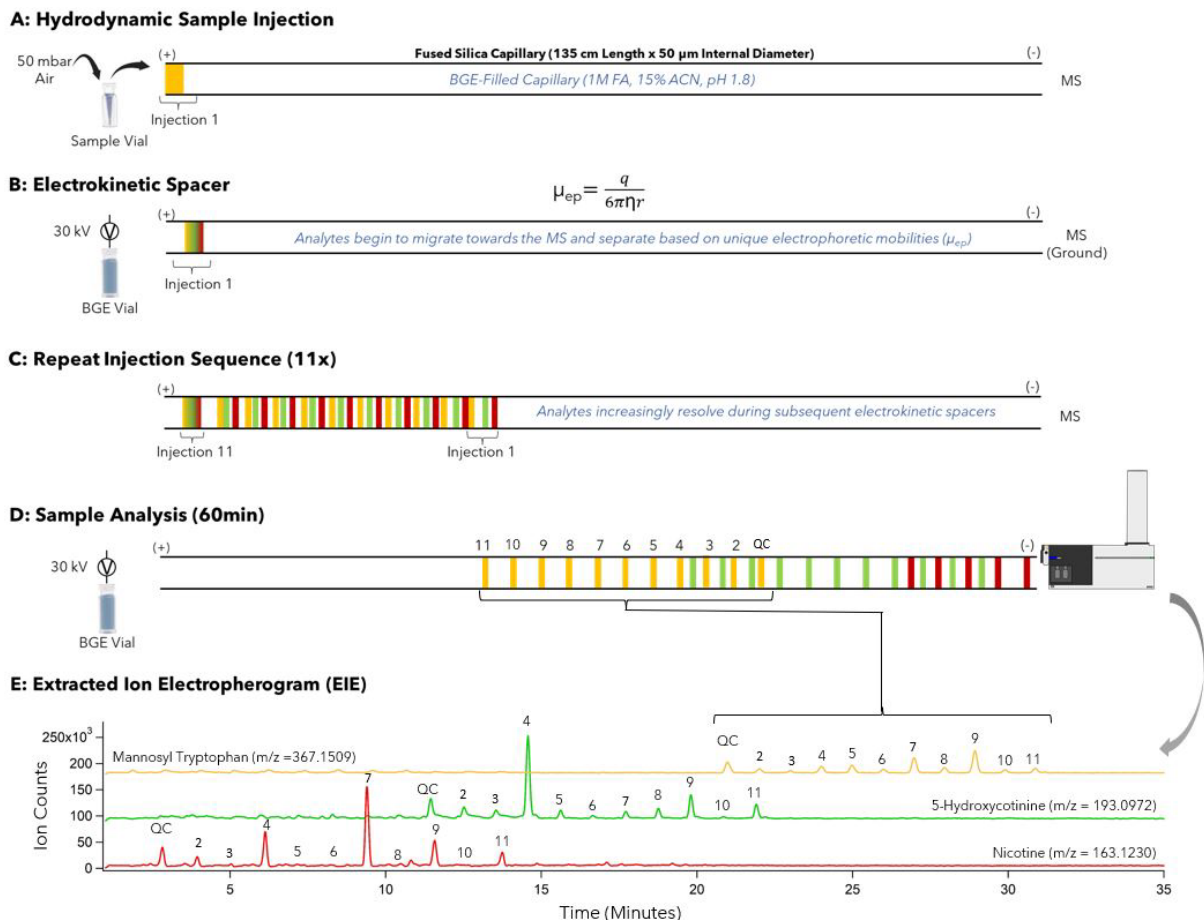 A: Hydrodynamic Sample Injection
50 mbar
Air
(+)
Fused Silica Capillary (135 cm Length x 50 µm Internal Diameter)
(-)
BGE-Filled Capillary (1M FA, 15% ACN, pH 1.8)
MS
Injection 1
Sample Vial
B: Electrokinetic Spacer
µep= q/6πηr
30 kV
V
(+)
(-)
Analytes begin to migrate towards the MS and separate based on unique electrophoretic mobilities (µep)
MS
(Ground)
Injection 1
BGE Vial
C: Repeat Injection Sequence (11x)
(+)
(-)
Analytes increasingly resolve during subsequent electrokinetic spacers
MS
Injection 11
Injection 1
D: Sample Analysis (60min)
(+)
11 10 9 8 7 6 5 4 3 2 QC
(-)
30 kV
V
BGE Vial
E: Extracted Ion Electropherogram (EIE)
Ion Counts
250x10³
200
150
100
50
0
Mannosyl Tryptophan (m/z =367.1509)
QC 2 3 4 5 6 7 8 9 10 11
5-Hydroxycotinine (m/z = 193.0972)
QC 2 3 4 5 6 7 8 9 10 11
Nicotine (m/z = 163.1230)
QC 2 3 4 5 6 7 8 9 10 11
5 10 15 20 25 30 35
Time (Minutes)